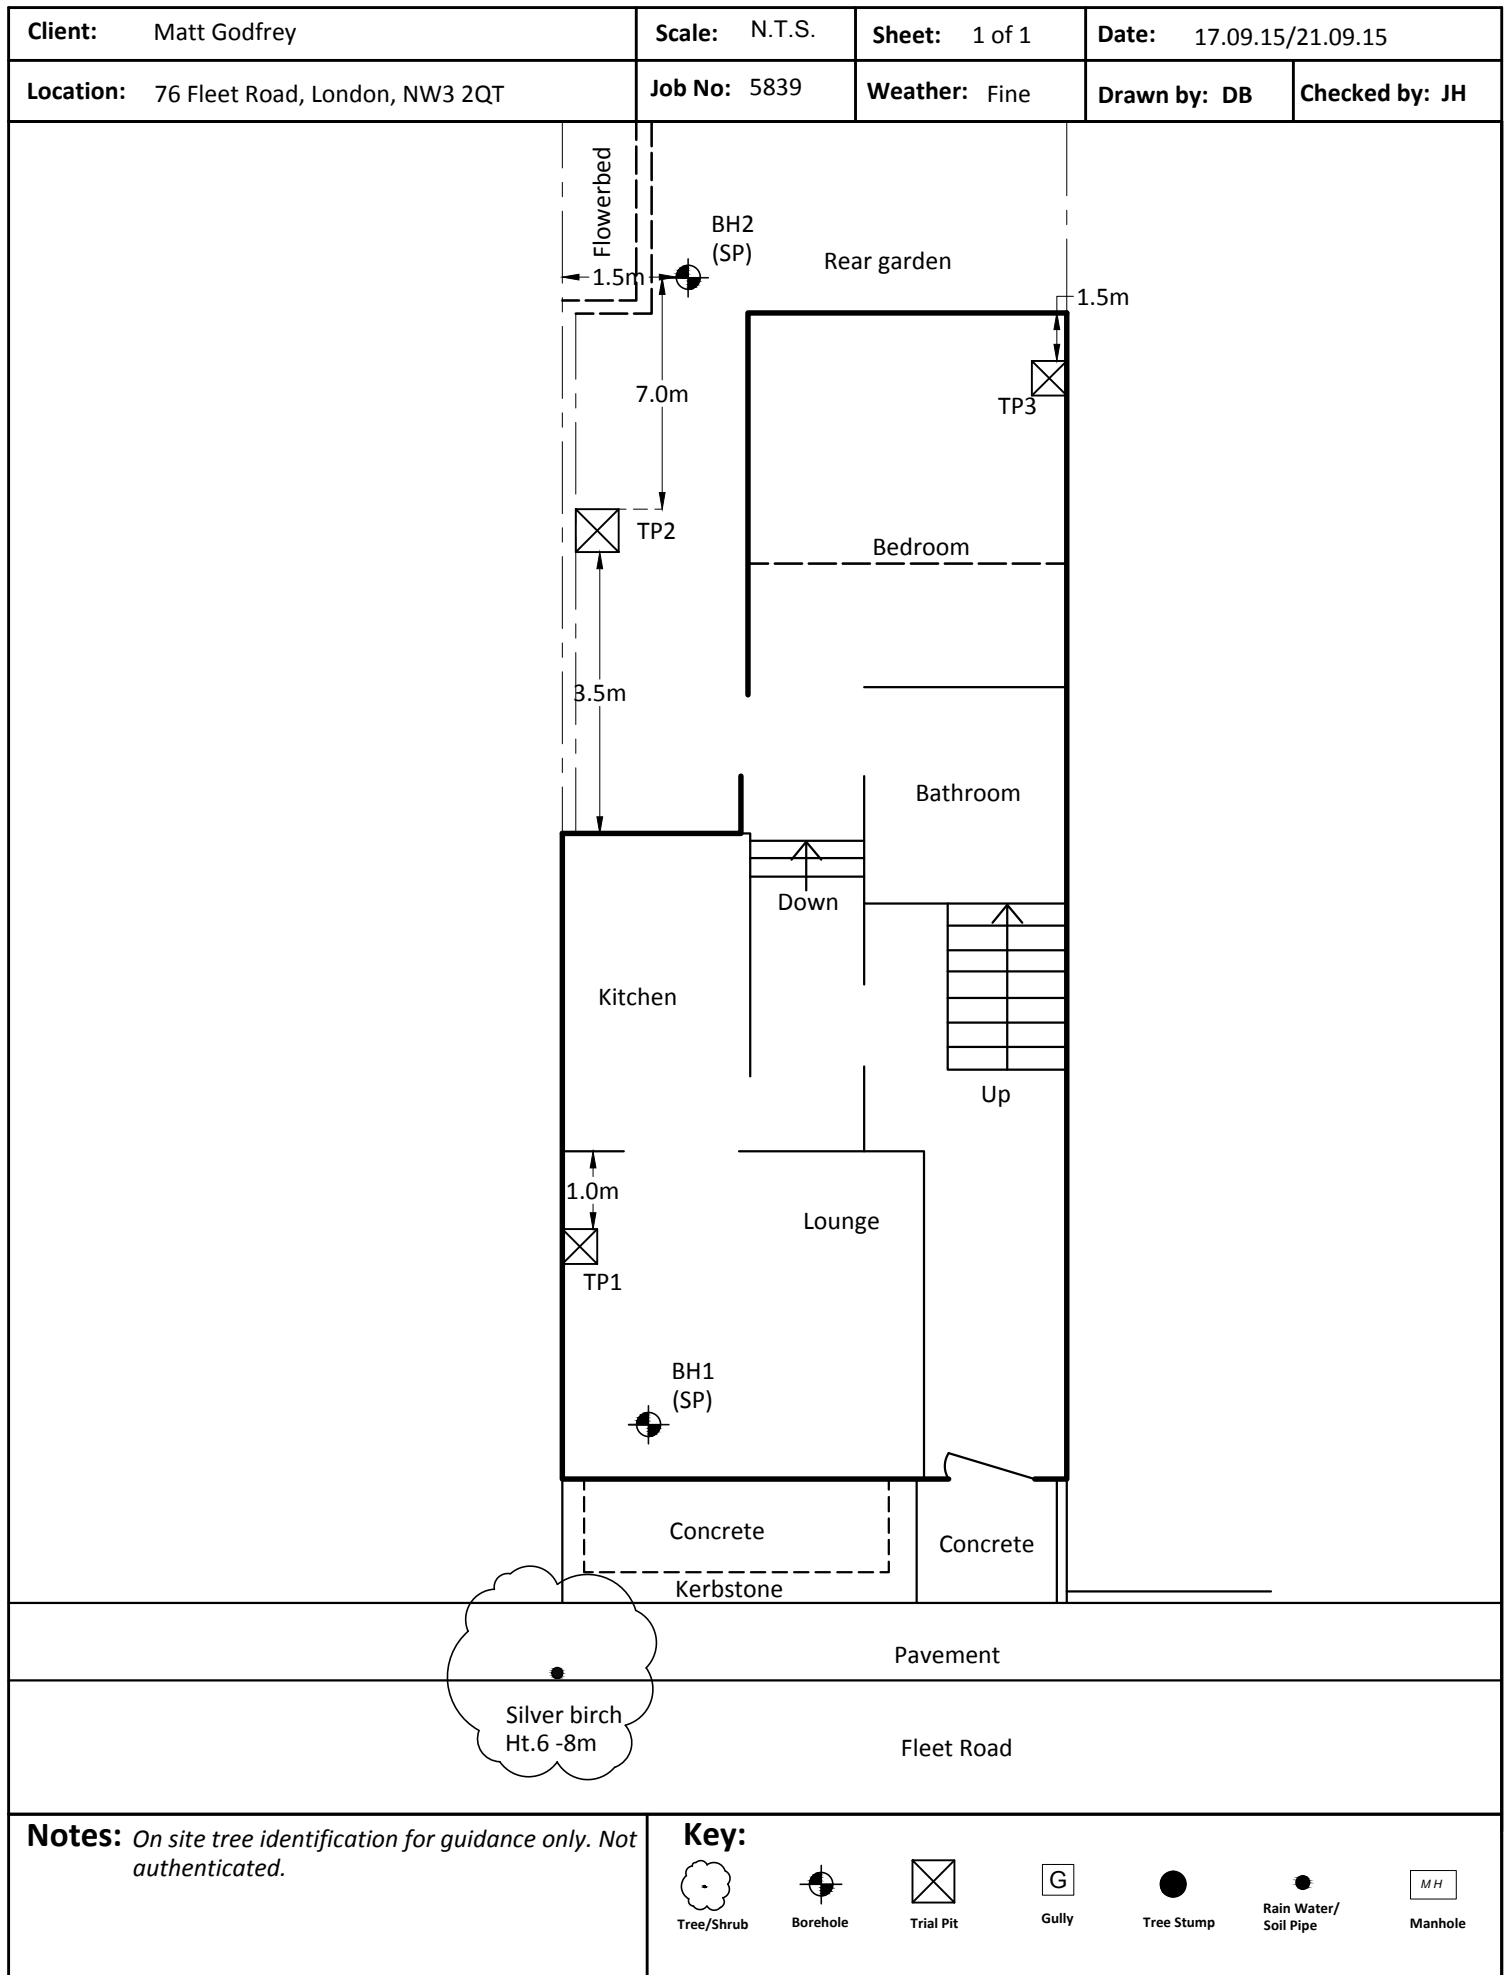 Client: Matt Godfrey
Scale: N.T.S.
Sheet: 1 of 1
Date: 17.09.15/21.09.15
Location: 76 Fleet Road, London, NW3 2QT
Job No: 5839
Weather: Fine
Drawn by: DB
Checked by: JH
Flowerbed
BH2
(SP)
Rear garden
1.5m
1.5m
7.0m
TP3
TP2
Bedroom
3.5m
Bathroom
Down
Kitchen
Up
1.0m
Lounge
TP1
BH1
(SP)
Concrete
Concrete
Kerbstone
Pavement
Silver birch
Ht.6 -8m
Fleet Road
Notes: On site tree identification for guidance only. Not
authenticated.
Key:
G
M H
Tree/Shrub
Borehole
Trial Pit
Gully
Tree Stump
Rain Water/
Soil Pipe
Manhole